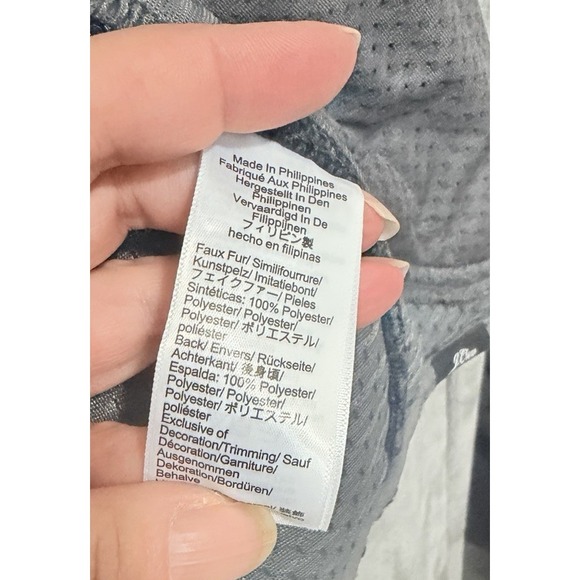 Made In Philippines
Fabriqué Aux Philippines
Hergestellt In Den
Philippinen
Vervaardigd In De
Filippijnen
フィリピン製
hecho en filipinas
Faux Fur/ Similifourrure/
Kunstpelz/ Imitatiebont/
フェイクファー/ Pieles
Sintéticas: 100% Polyester/
Polyester/ Polyester/
Polyester/ ポリエステル/
poliéster
Back/ Envers/ Rückseite/
Achterkant/ 後身頃/
Espalda: 100% Polyester/
Polyester/ Polyester/
Polyester/ ポリエステル/
poliéster
Exclusive of
Decoration/Trimming/ Sauf
Décoration/Garniture/
Ausgenommen
Dekoration/Bordüren/
Behalve